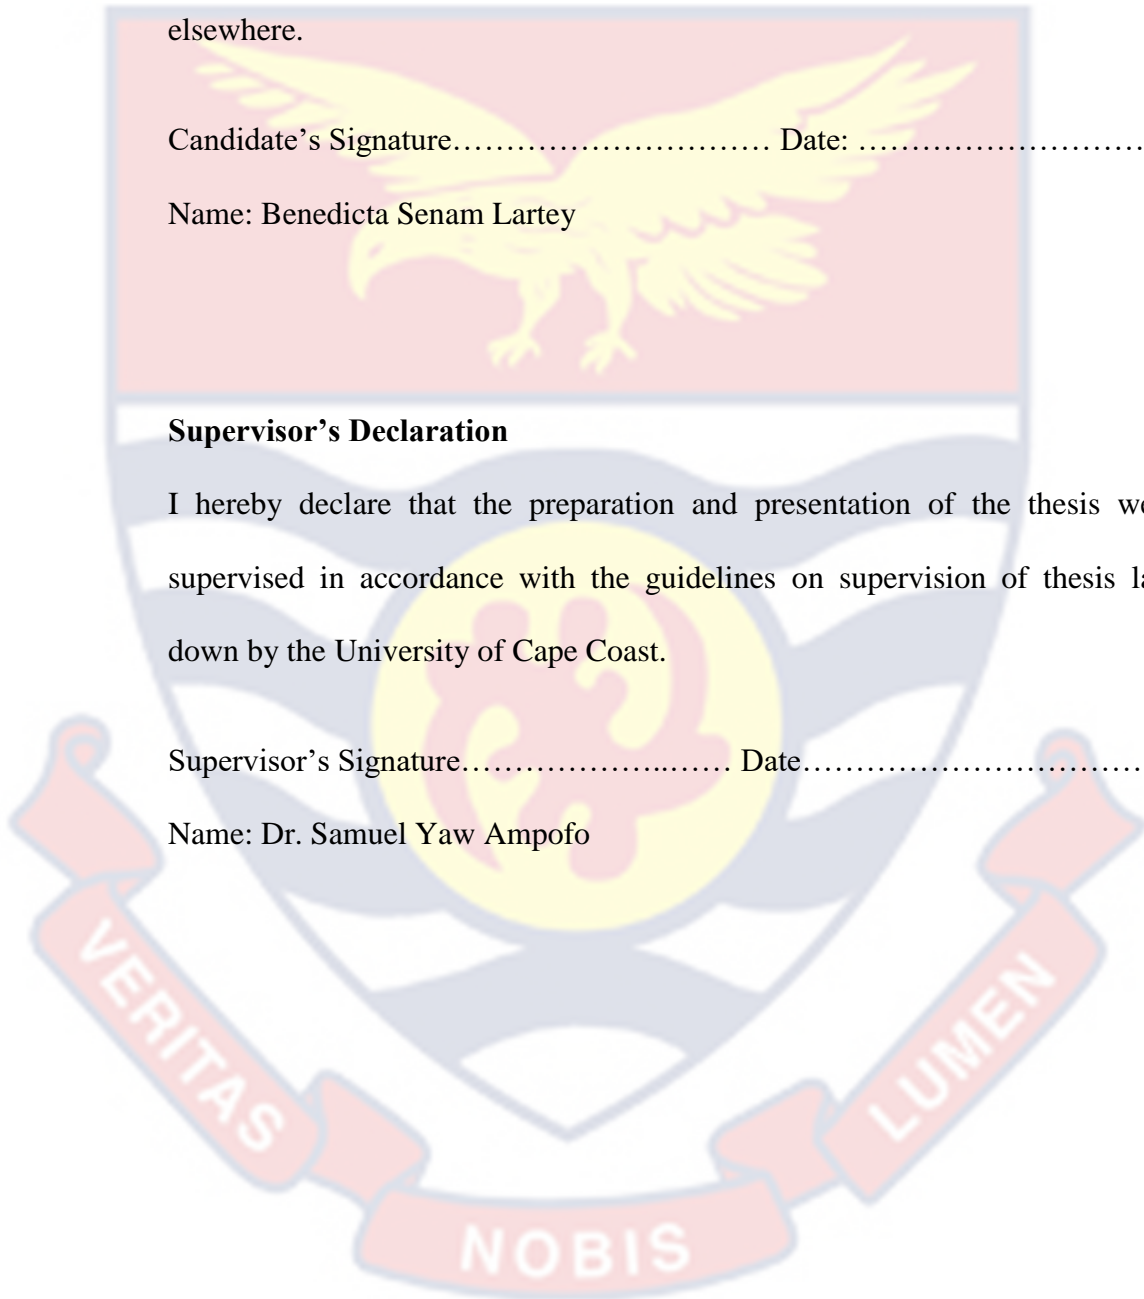 elsewhere.
Candidate’s Signature………………………… Date: ………………………
Name: Benedicta Senam Lartey
Supervisor’s Declaration
I hereby declare that the preparation and presentation of the thesis we
supervised in accordance with the guidelines on supervision of thesis la
down by the University of Cape Coast.
Supervisor’s Signature………………..…… Date……………………………
Name: Dr. Samuel Yaw Ampofo
VERITAS
NOBIS
LUMEN